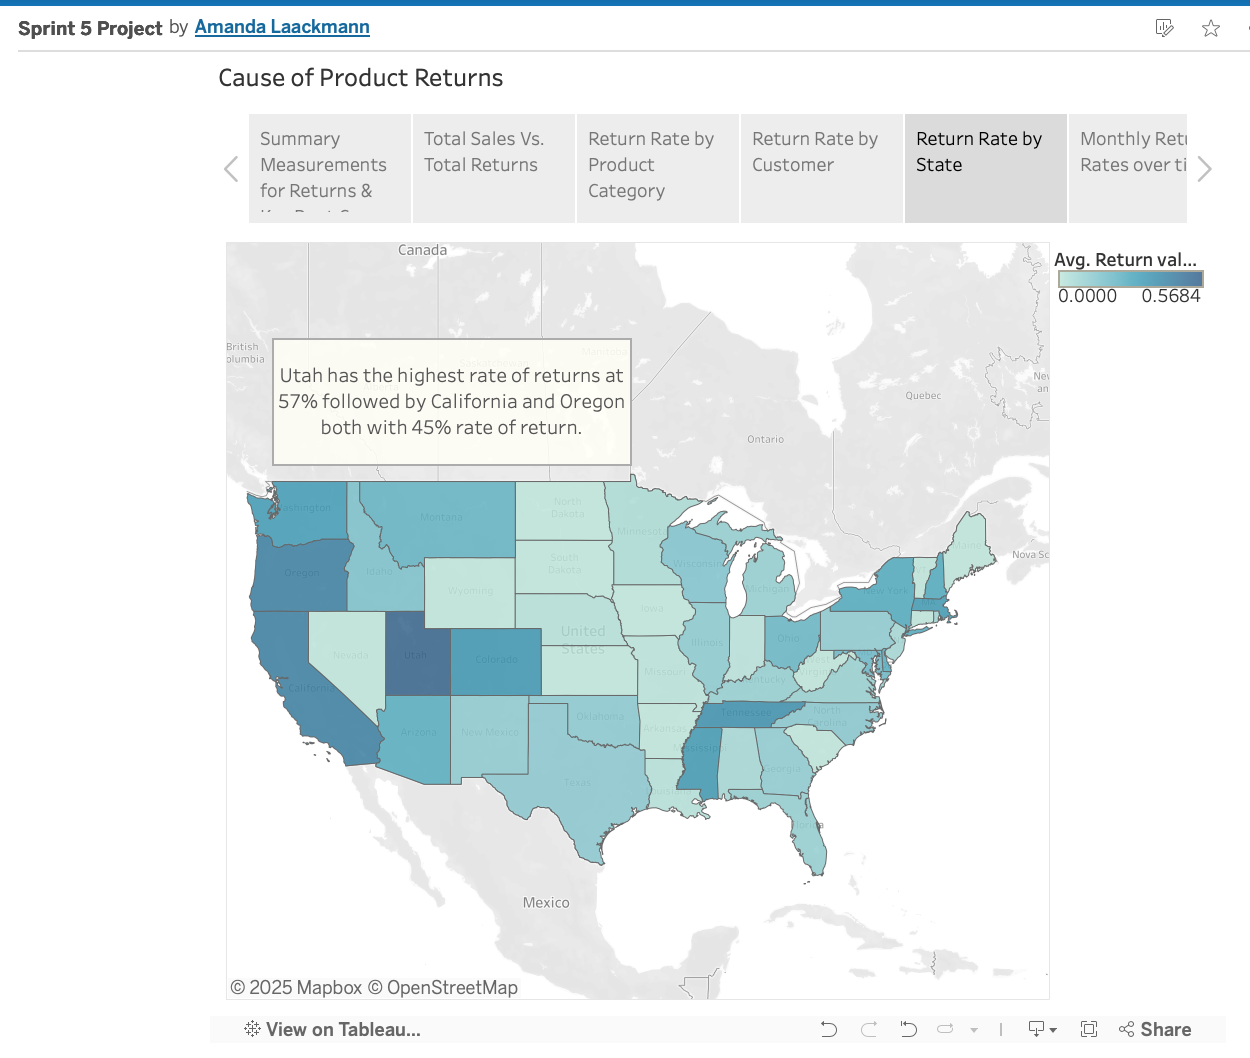 Sprint 5 Project by Amanda Laackmann
Cause of Product Returns
Summary
Measurements
for Returns &
Total Sales Vs.
Total Returns
Return Rate by
Product
Category
Return Rate by
Customer
Return Rate by
State
Monthly Retu
Rates over ti
Canada
Avg. Return val...
0.0000 0.5684
British
olumbia
Utah has the highest rate of returns at
57% followed by California and Oregon
both with 45% rate of return.
Quebec
Ontario
Nova Sc
Washington
Montana
North
Dakota
Minnesot
Maine
Oregon
Idaho
South
Dakota
Wisconsin
Michigan
New York
Wyoming
Iowa
United
States
Nevada
Utah
Colorado
Illinois
Ohio
West
Virginia
California
Missouri
Kentucky
Arizona
New Mexico
Oklahoma
Arkansas
Tennessee
North
Carolina
Mississippi
Texas
Georgia
Florida
Mexico
© 2025 Mapbox © OpenStreetMap
View on Tableau...
Share